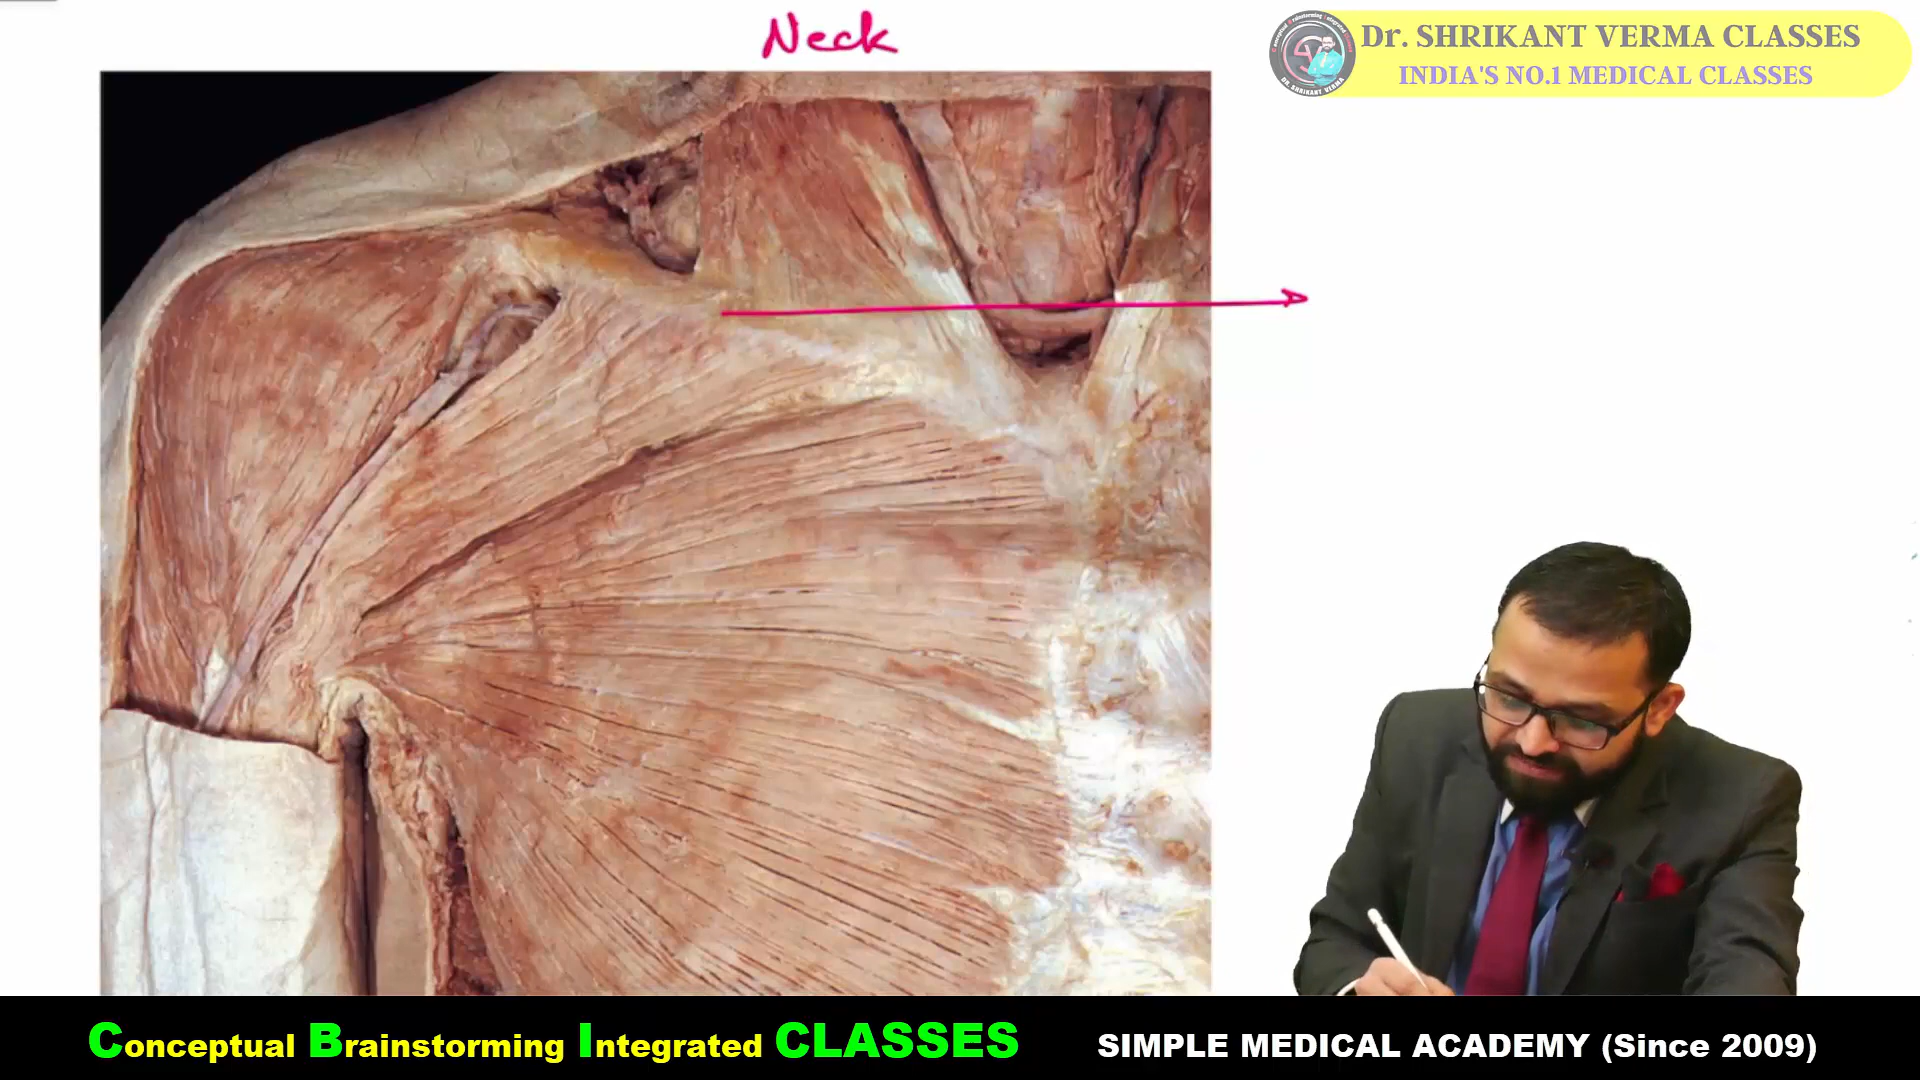 Neck
Dr. SHRIKANT VERMA CLASSES
INDIA'S NO.1 MEDICAL CLASSES
Conceptual Brainstorming Integrated CLASSES
SIMPLE MEDICAL ACADEMY (Since 2009)